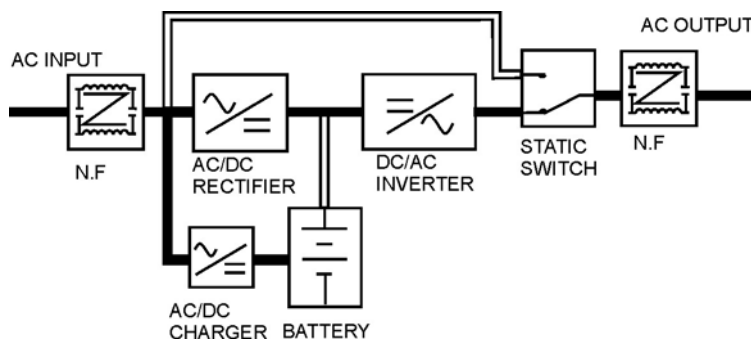 AC INPUT
AC OUTPUT
N.F
AC/DC
RECTIFIER
DC/AC
INVERTER
STATIC
SWITCH
N.F
AC/DC
CHARGER
BATTERY